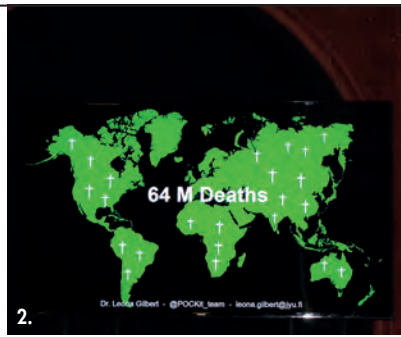 64 M Deaths
Dr. Leona Gilbert - @POCKit_team - leona.gilbert@jyu.fi
2.